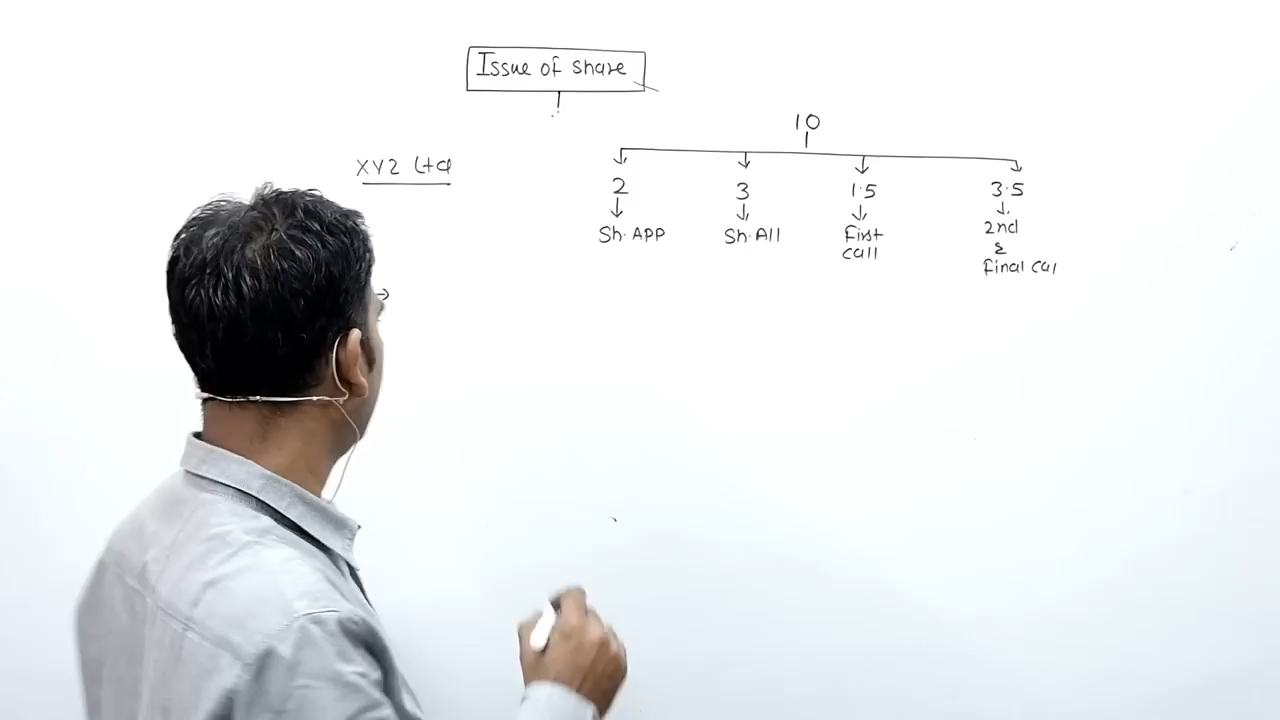 Issue of share
10
XYZ Ltd
2 3 1.5 3.5
Sh. APP Sh. All First 2nd
call &
Final Cal